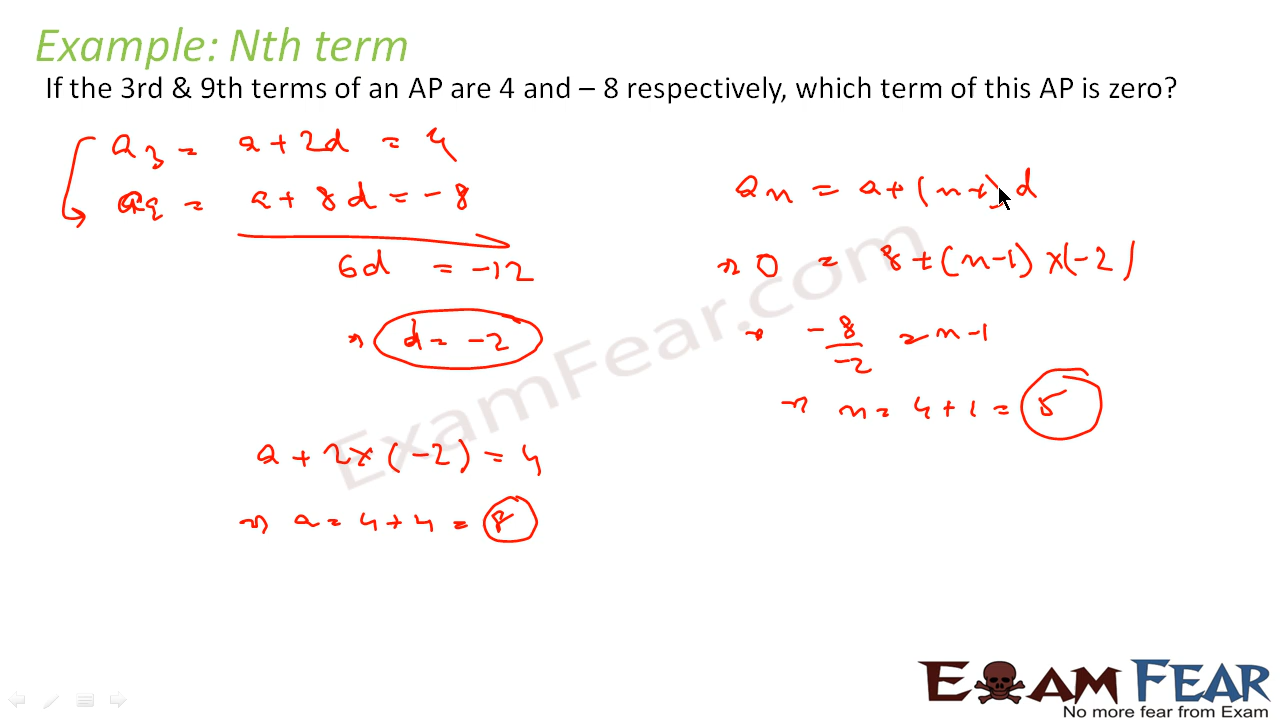 Example: Nth term
If the 3rd & 9th terms of an AP are 4 and – 8 respectively, which term of this AP is zero?
a3 = a + 2d = 4
a9 = a + 8d = -8
6d = -12
⇒ d = -2
a + 2 × (-2) = 4
⇒ a = 4 + 4 = 8
an = a + (n-1) d
⇒ 0 = 8 + (n-1) × (-2)
⇒ -8/-2 = n-1
⇒ n = 4 + 1 = 5
ExamFear.com
EXAM FEAR
No more fear from Exam